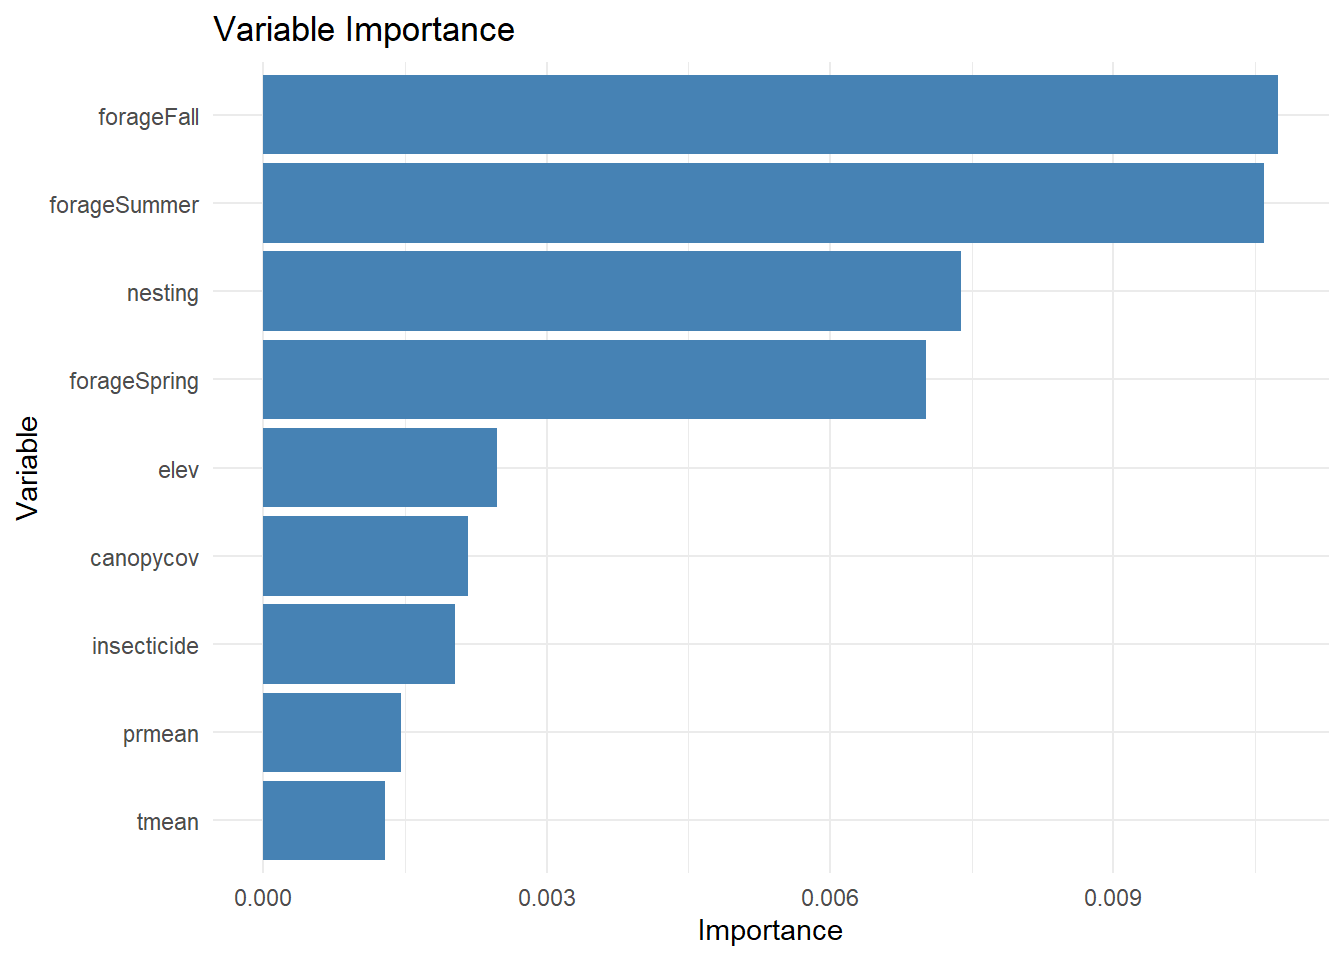 Variable Importance
forageFall
forageSummer
nesting
forageSpring
elev
canopycov
insecticide
prmean
tmean
Variable
0.000 0.003 0.006 0.009
Importance